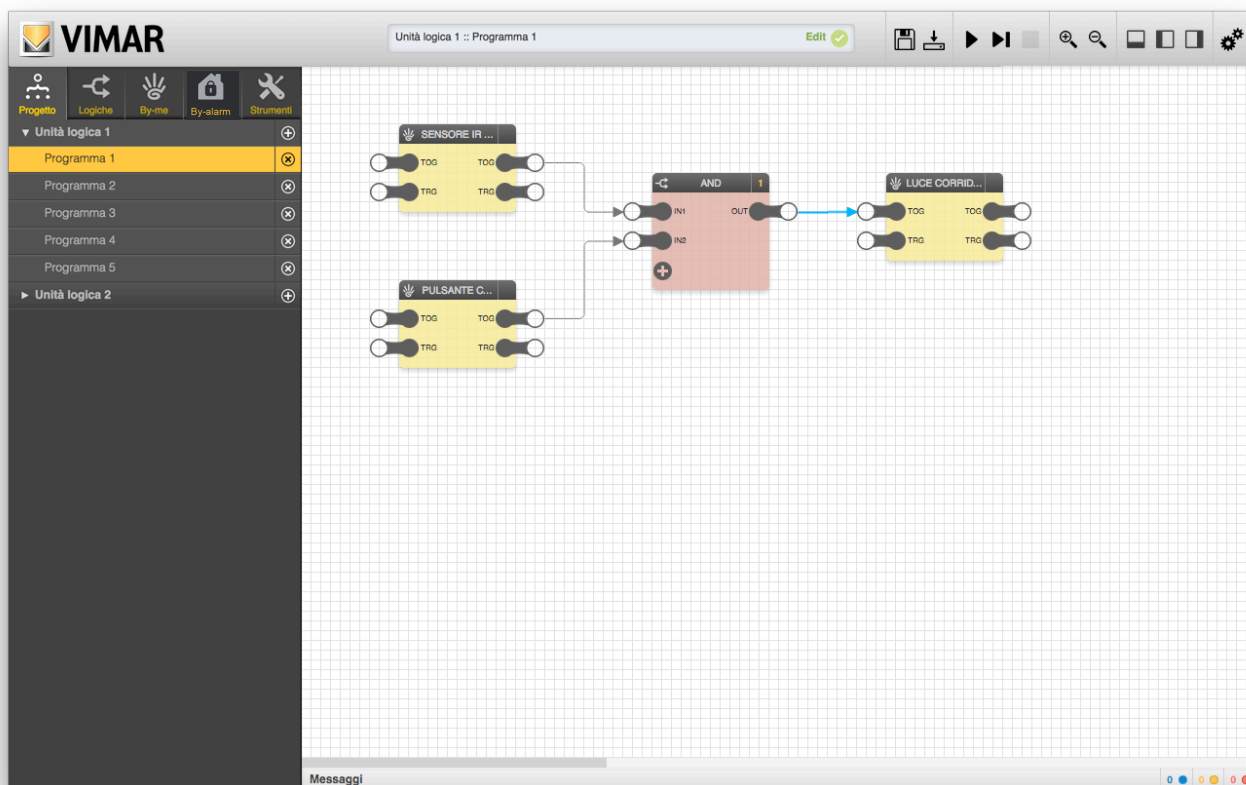 VIMAR
Unità logica 1 :: Programma 1
Edit
Progetto
Logiche
By-me
By-alarm
Strumenti
Unità logica 1
Programma 1
Programma 2
Programma 3
Programma 4
Programma 5
Unità logica 2
SENSORE IR ...
TOG TOG
TRG TRG
PULSANTE C...
TOG TOG
TRG TRG
AND 1
IN1 OUT
IN2
LUCE CORRID...
TOG TOG
TRG TRG
Messaggi
0 0 0